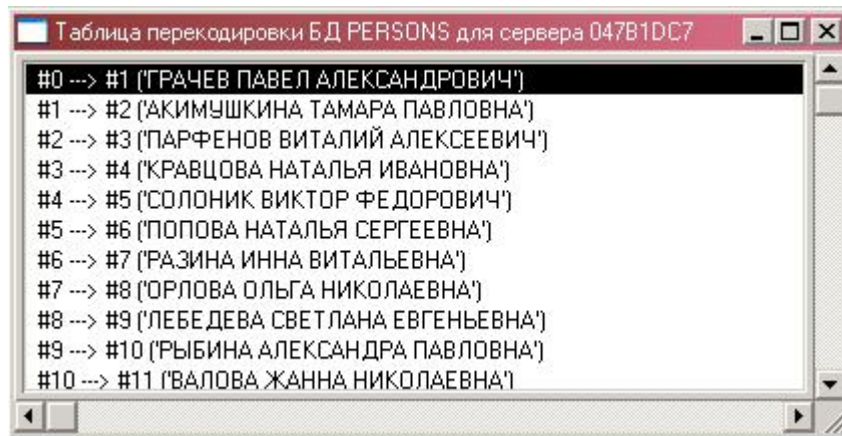 Таблица перекодировки БД PERSONS для сервера 047B1DC7
#0 ---> #1 ('ГРАЧЕВ ПАВЕЛ АЛЕКСАНДРОВИЧ')
#1 ---> #2 ('АКИМУШКИНА ТАМАРА ПАВЛОВНА')
#2 ---> #3 ('ПАРФЕНОВ ВИТАЛИЙ АЛЕКСЕЕВИЧ')
#3 ---> #4 ('КРАВЦОВА НАТАЛЬЯ ИВАНОВНА')
#4 ---> #5 ('СОЛОНИК ВИКТОР ФЕДОРОВИЧ')
#5 ---> #6 ('ПОПОВА НАТАЛЬЯ СЕРГЕЕВНА')
#6 ---> #7 ('РАЗИНА ИННА ВИТАЛЬЕВНА')
#7 ---> #8 ('ОРЛОВА ОЛЬГА НИКОЛАЕВНА')
#8 ---> #9 ('ЛЕБЕДЕВА СВЕТЛАНА ЕВГЕНЬЕВНА')
#9 ---> #10 ('РЫБИНА АЛЕКСАНДРА ПАВЛОВНА')
#10 ---> #11 ('ВАЛОВА ЖАННА НИКОЛАЕВНА')